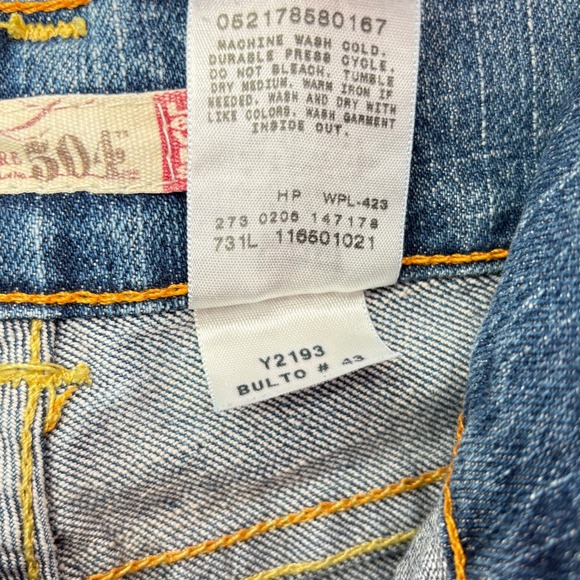 052178580167
MACHINE WASH COLD.
DURABLE PRESS CYCLE.
DO NOT BLEACH. TUMBLE
DRY MEDIUM. WARM IRON IF
NEEDED. WASH AND DRY WITH
LIKE COLORS. WASH GARMENT
INSIDE OUT.
HP WPL-423
273 0206 147178
731L 116501021
Y2193
BULTO # 43
504